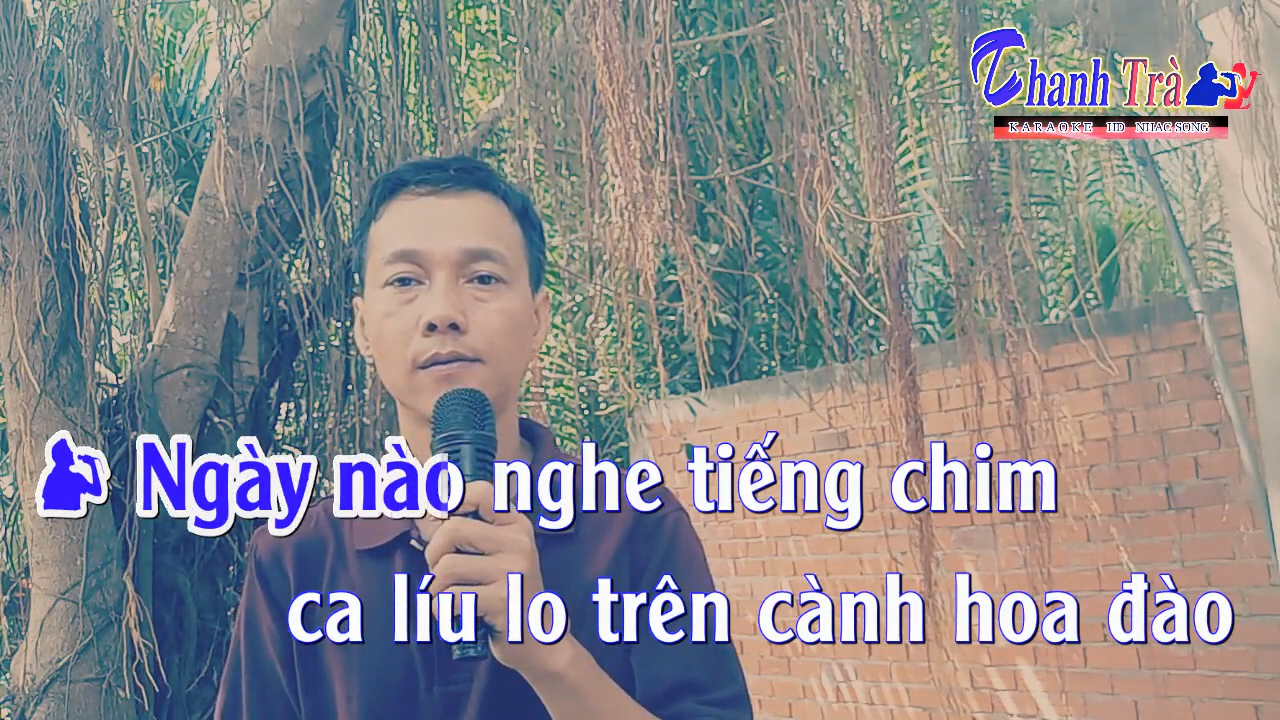 Thanh Trà
KARAOKE HD NHAC SONG
Ngày nào nghe tiếng chim
ca líu lo trên cành hoa đào